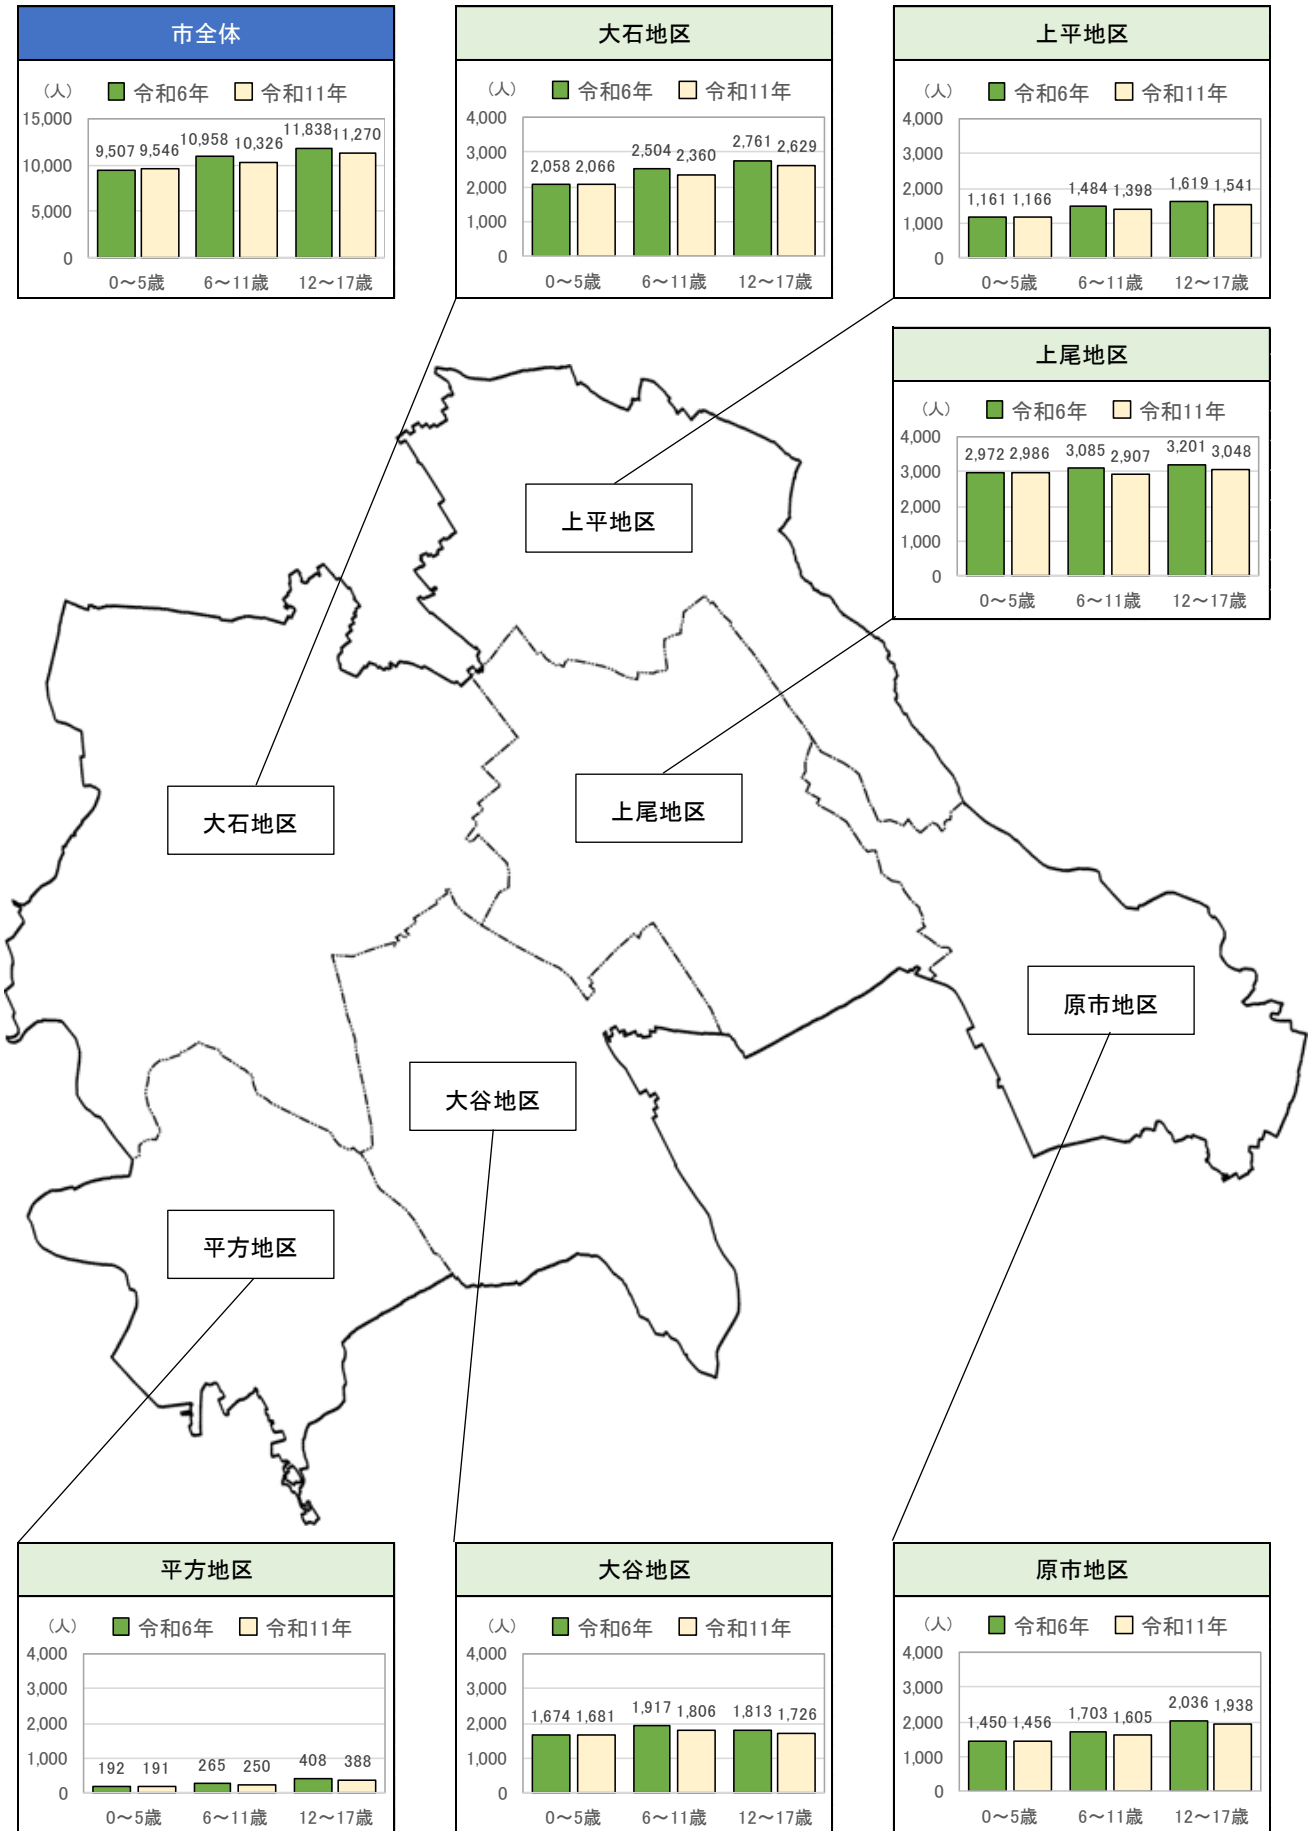 市全体
(人) 令和6年 令和11年
15,000
10,000
5,000
0
9,507 9,546 10,958 10,326 11,838 11,270
0～5歳 6～11歳 12～17歳
大石地区
(人) 令和6年 令和11年
4,000
3,000
2,000
1,000
0
2,058 2,066 2,504 2,360 2,761 2,629
0～5歳 6～11歳 12～17歳
上平地区
(人) 令和6年 令和11年
4,000
3,000
2,000
1,000
0
1,161 1,166 1,484 1,398 1,619 1,541
0～5歳 6～11歳 12～17歳
上尾地区
(人) 令和6年 令和11年
4,000
3,000
2,000
1,000
0
2,972 2,986 3,085 2,907 3,201 3,048
0～5歳 6～11歳 12～17歳
上平地区
大石地区
上尾地区
原市地区
大谷地区
平方地区
平方地区
(人) 令和6年 令和11年
4,000
3,000
2,000
1,000
0
192 191 265 250 408 388
0～5歳 6～11歳 12～17歳
大谷地区
(人) 令和6年 令和11年
4,000
3,000
2,000
1,000
0
1,674 1,681 1,917 1,806 1,813 1,726
0～5歳 6～11歳 12～17歳
原市地区
(人) 令和6年 令和11年
4,000
3,000
2,000
1,000
0
1,450 1,456 1,703 1,605 2,036 1,938
0～5歳 6～11歳 12～17歳